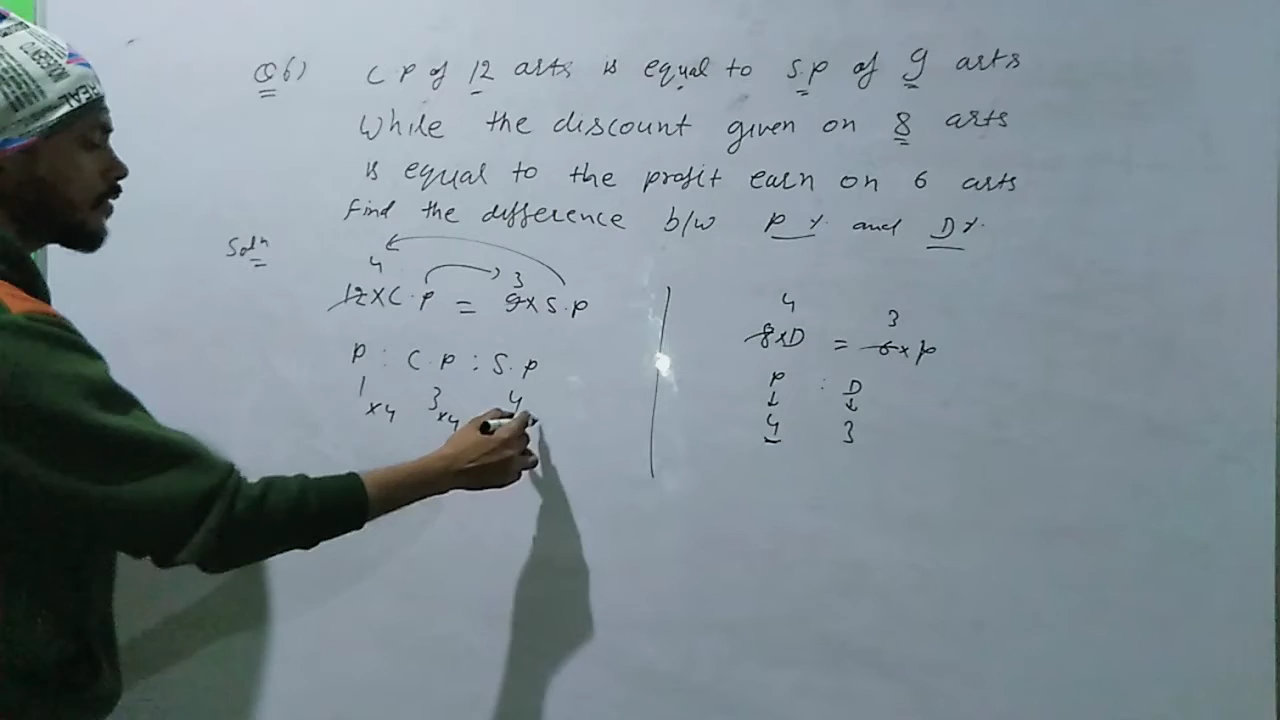 Q6) C P of 12 arts is equal to S.P of 9 arts
While the discount given on 8 arts
is equal to the profit earn on 6 arts
Find the difference b/w P % and D%.
Soln
4 3
12×C.P = 9×S.P
P : C.P : S.P
1 3 4
×4 ×4
4 3
8×D = 6×P
P : D
↓ ↓
4 3